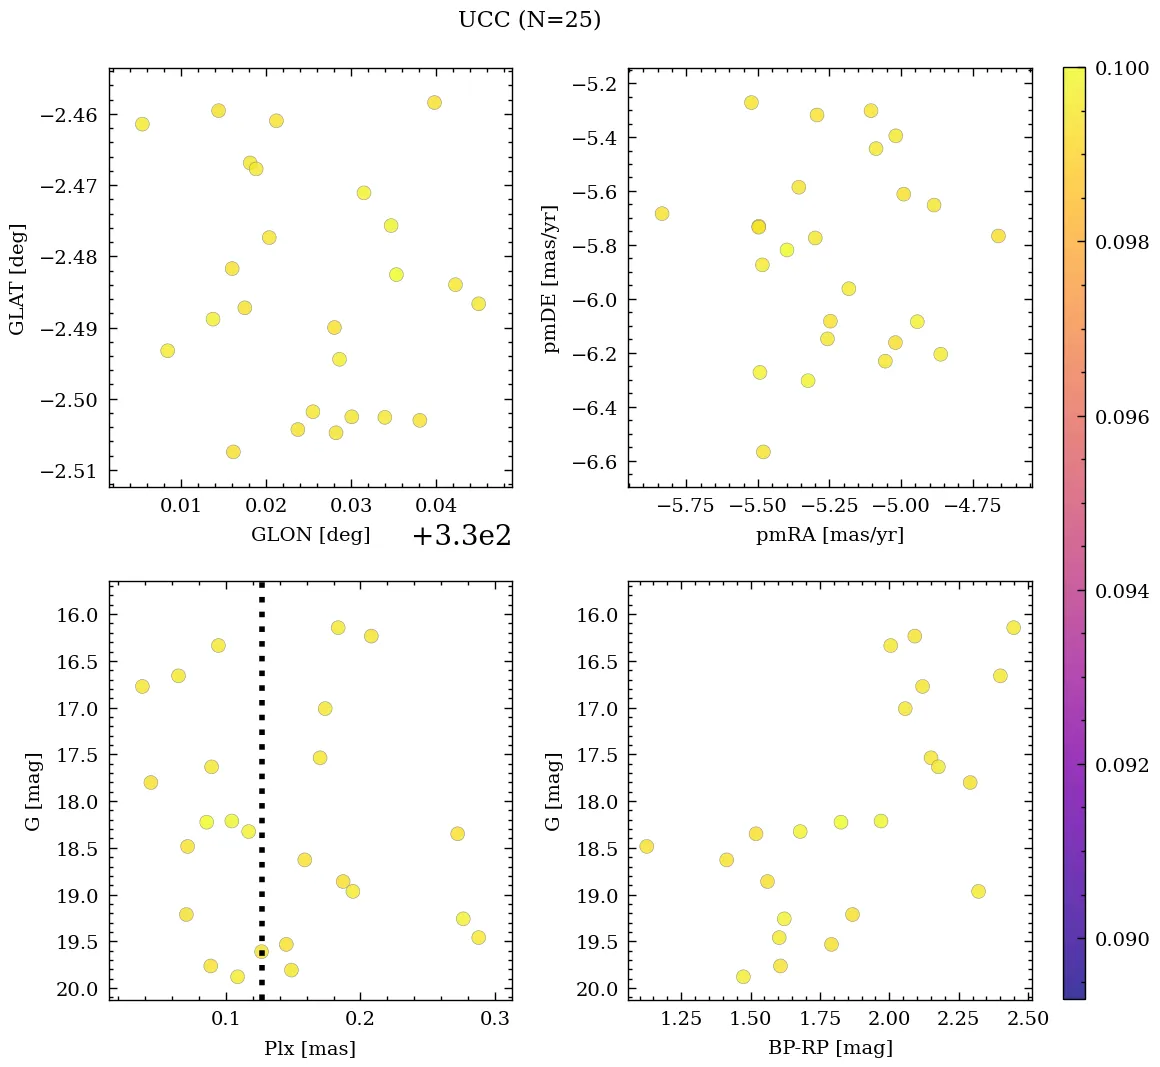 UCC (N=25)
−2.46
−2.47
−2.48
−2.49
−2.50
−2.51
GLAT [deg]
0.01 0.02 0.03 0.04
GLON [deg]
+3.3e2
−5.2
−5.4
−5.6
−5.8
−6.0
−6.2
−6.4
−6.6
pmDE [mas/yr]
−5.75 −5.50 −5.25 −5.00 −4.75
pmRA [mas/yr]
0.100
0.098
0.096
0.094
0.092
0.090
16.0
16.5
17.0
17.5
18.0
18.5
19.0
19.5
20.0
G [mag]
0.1 0.2 0.3
Plx [mas]
16.0
16.5
17.0
17.5
18.0
18.5
19.0
19.5
20.0
G [mag]
1.25 1.50 1.75 2.00 2.25 2.50
BP-RP [mag]